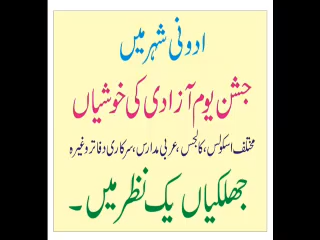 ادونی شہر میں
جشن یوم آزادی کی خوشیاں
مختلف اسکولس، کالجس، عربی مدارس، سرکاری دفاتر وغیرہ
جھلکیاں یک نظر میں۔